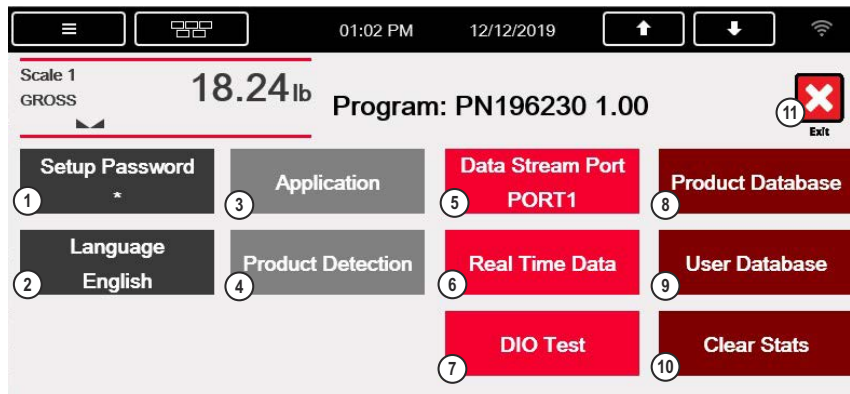 01:02 PM 12/12/2019
Scale 1
GROSS
18.24 lb
Program: PN196230 1.00
11
Exit
Setup Password
*
1
Application
3
Data Stream Port
PORT1
5
Product Database
8
Language
English
2
Product Detection
4
Real Time Data
6
User Database
9
DIO Test
7
Clear Stats
10